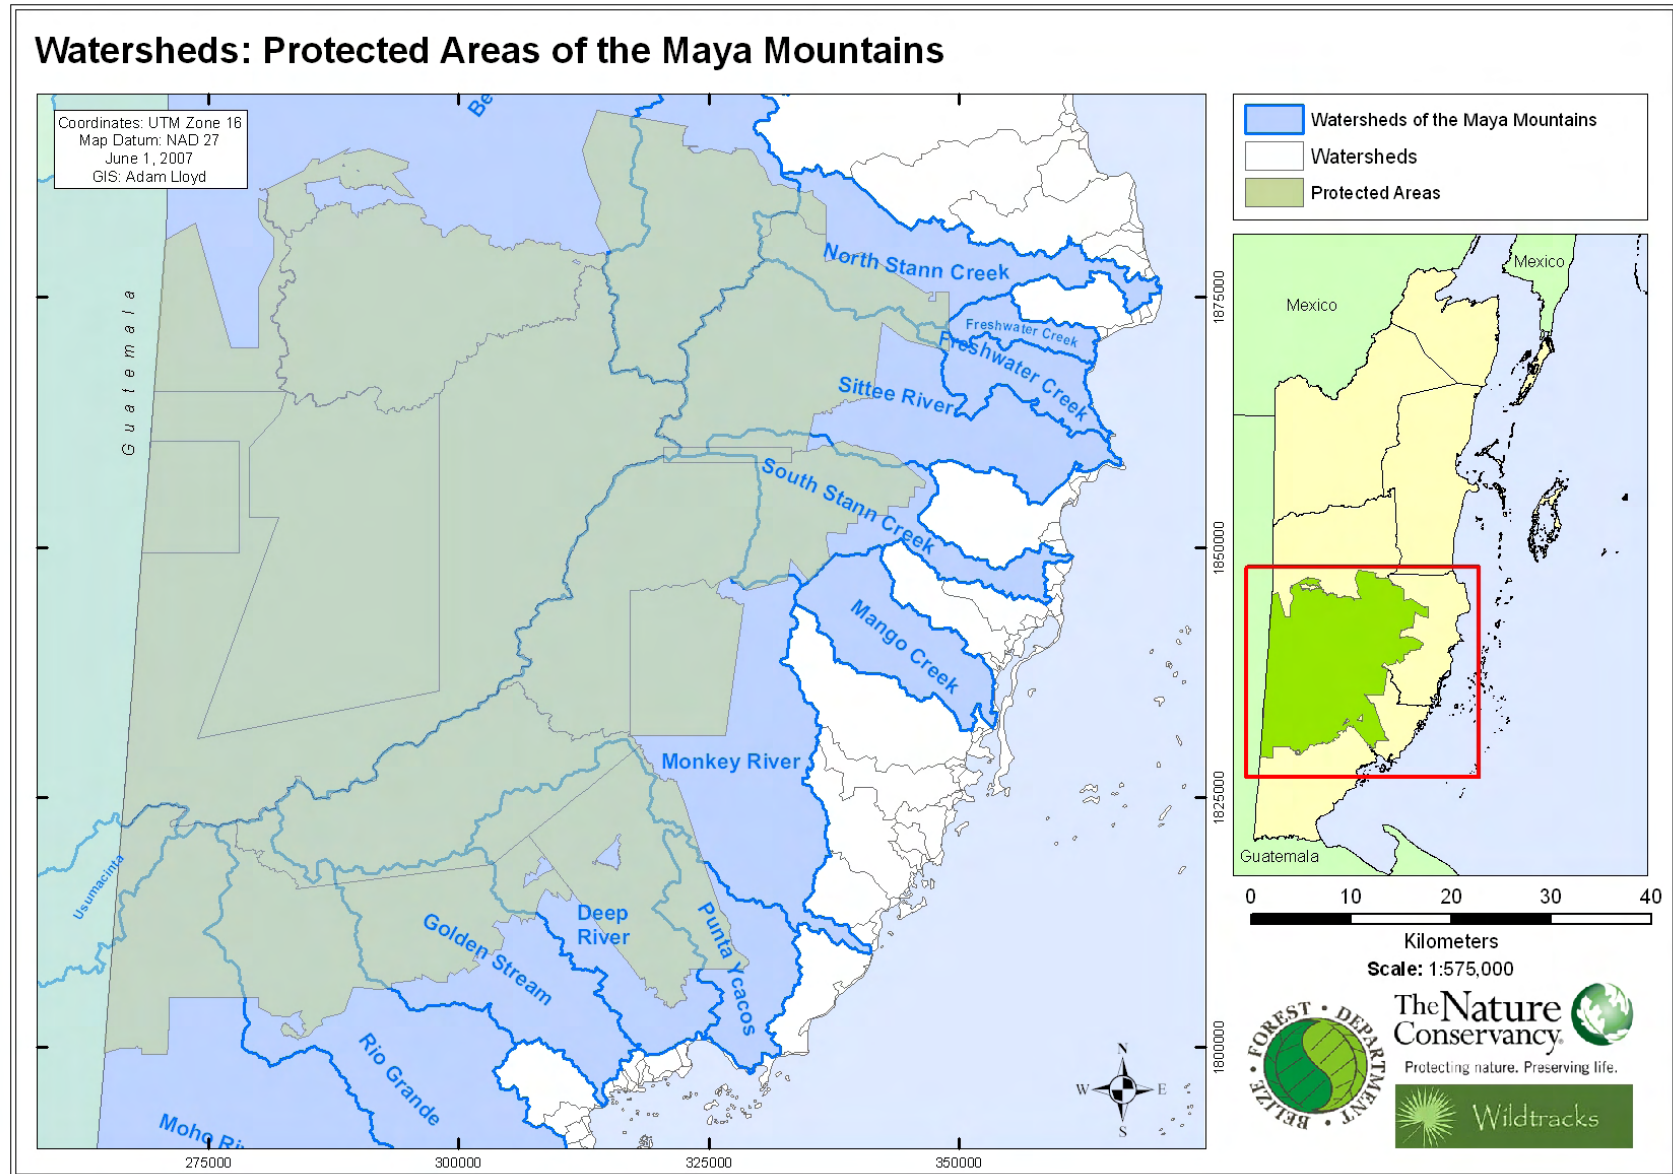 Watersheds: Protected Areas of the Maya Mountains
Coordinates: UTM Zone 16
Map Datum: NAD 27
June 1, 2007
GIS: Adam Lloyd
Be
Guatemala
North Stann Creek
Freshwater Creek
Freshwater Creek
Sittee River
South Stann Creek
Mango Creek
Monkey River
Usumacinta
Deep
River
Golden Stream
Punta Ycacos
Rio Grande
Moho Riv
N
W E
S
275000
300000
325000
350000
1875000
1850000
1825000
1800000
Watersheds of the Maya Mountains
Watersheds
Protected Areas
Mexico
Mexico
Guatemala
0 10 20 30 40
Kilometers
Scale: 1:575,000
BELIZE • FOREST • DEPARTMENT •
The Nature
Conservancy
Protecting nature. Preserving life.
Wildtracks